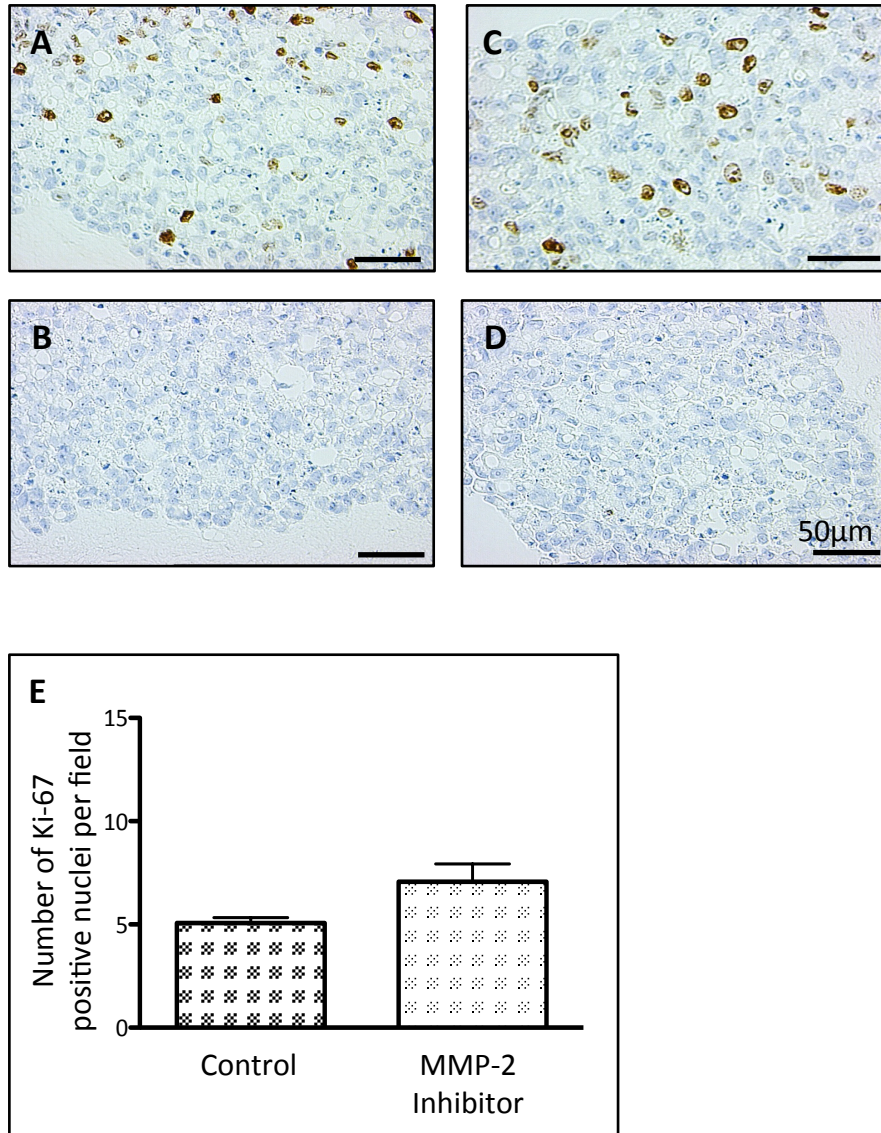 A
C
B
D
50μm
E
Number of Ki-67
positive nuclei per field
15
10
5
0
Control
MMP-2
Inhibitor